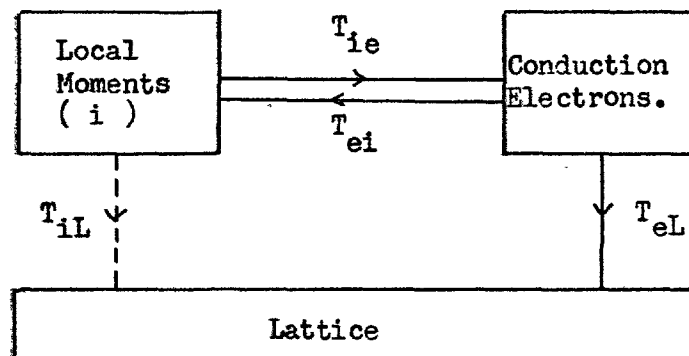 Local
Moments
( i )
T_ie
T_ei
Conduction
Electrons.
T_iL
T_eL
Lattice